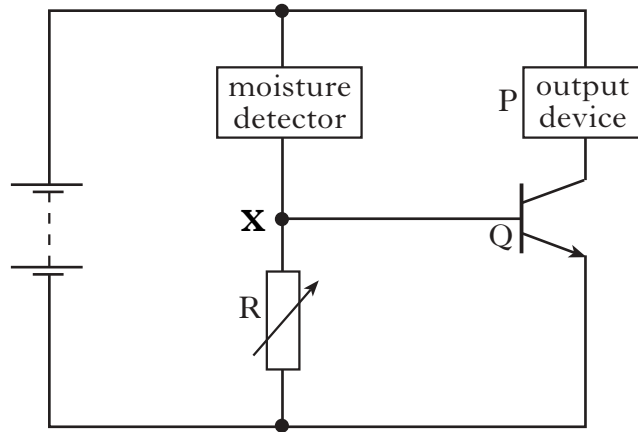 moisture
detector
P
output
device
X
Q
R